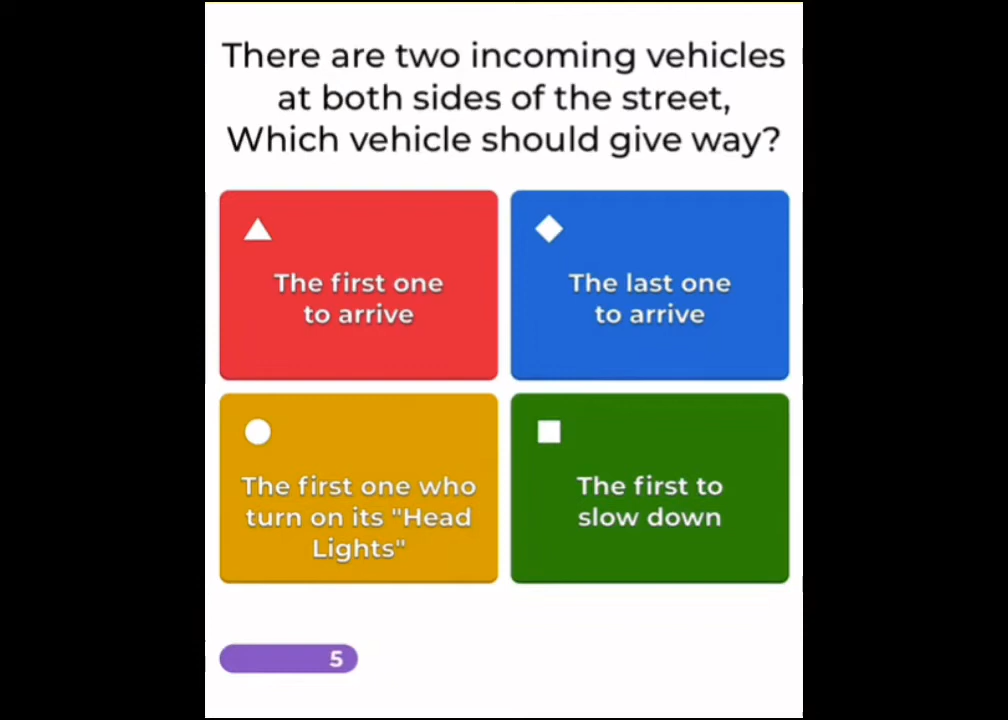 There are two incoming vehicles
at both sides of the street,
Which vehicle should give way?
The first one
to arrive
The last one
to arrive
The first one who
turn on its "Head
Lights"
The first to
slow down
5